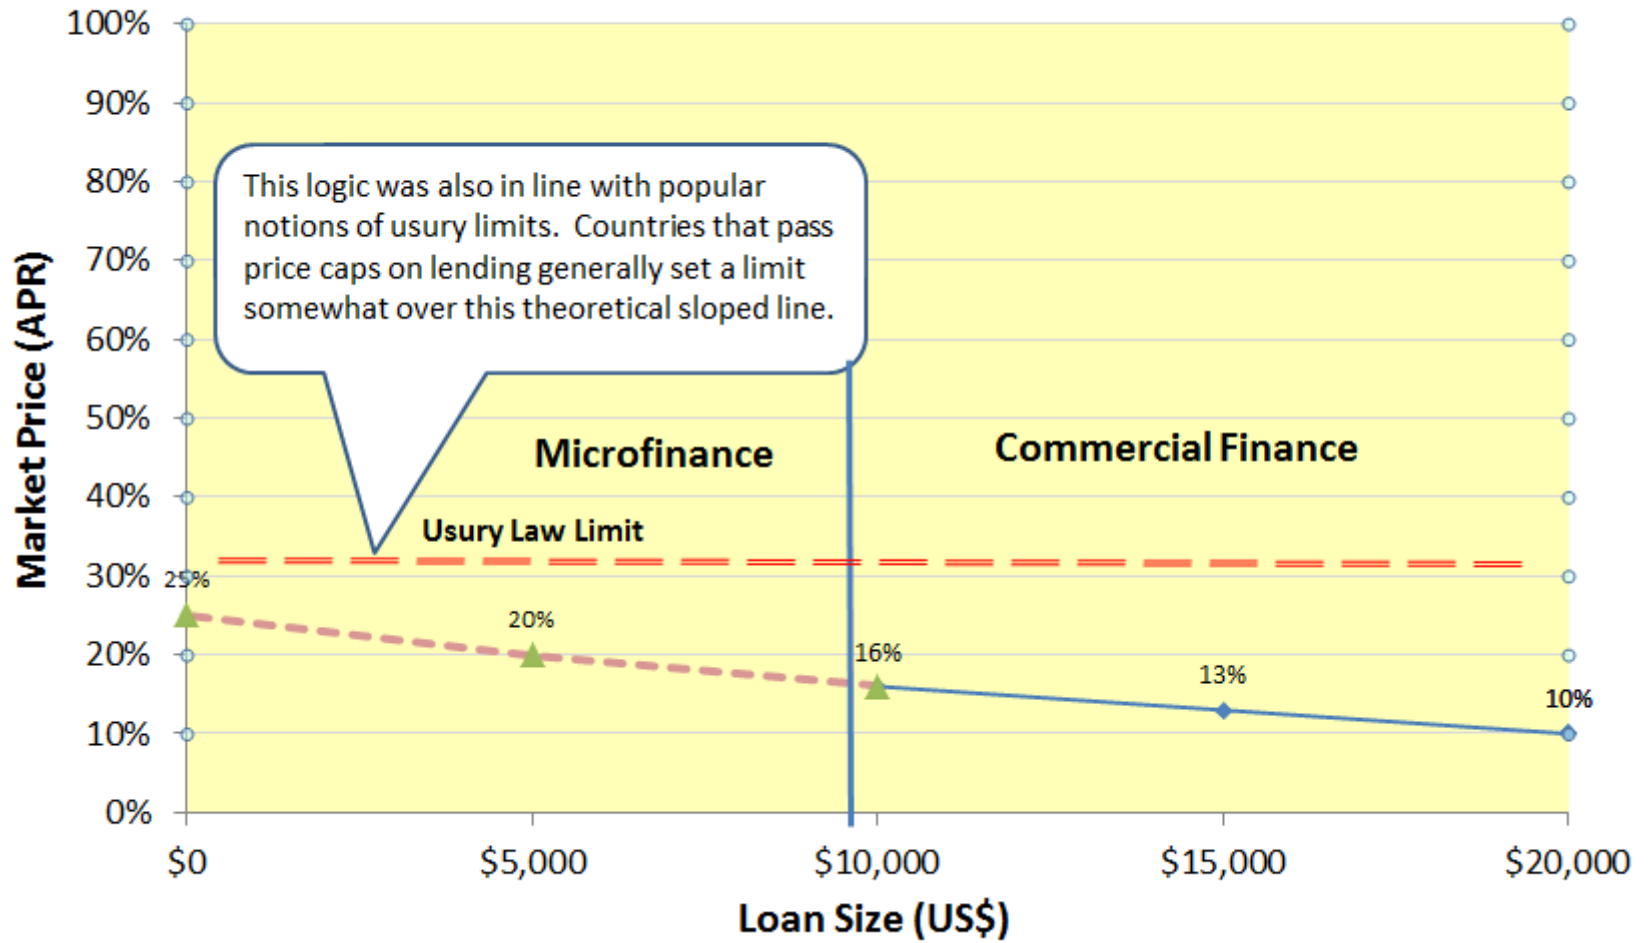 100%
90%
80%
70%
60%
50%
40%
30%
20%
10%
0%
Market Price (APR)
This logic was also in line with popular
notions of usury limits.  Countries that pass
price caps on lending generally set a limit
somewhat over this theoretical sloped line.
Microfinance
Commercial Finance
Usury Law Limit
25%
20%
16%
13%
10%
$0
$5,000
$10,000
$15,000
$20,000
Loan Size (US$)